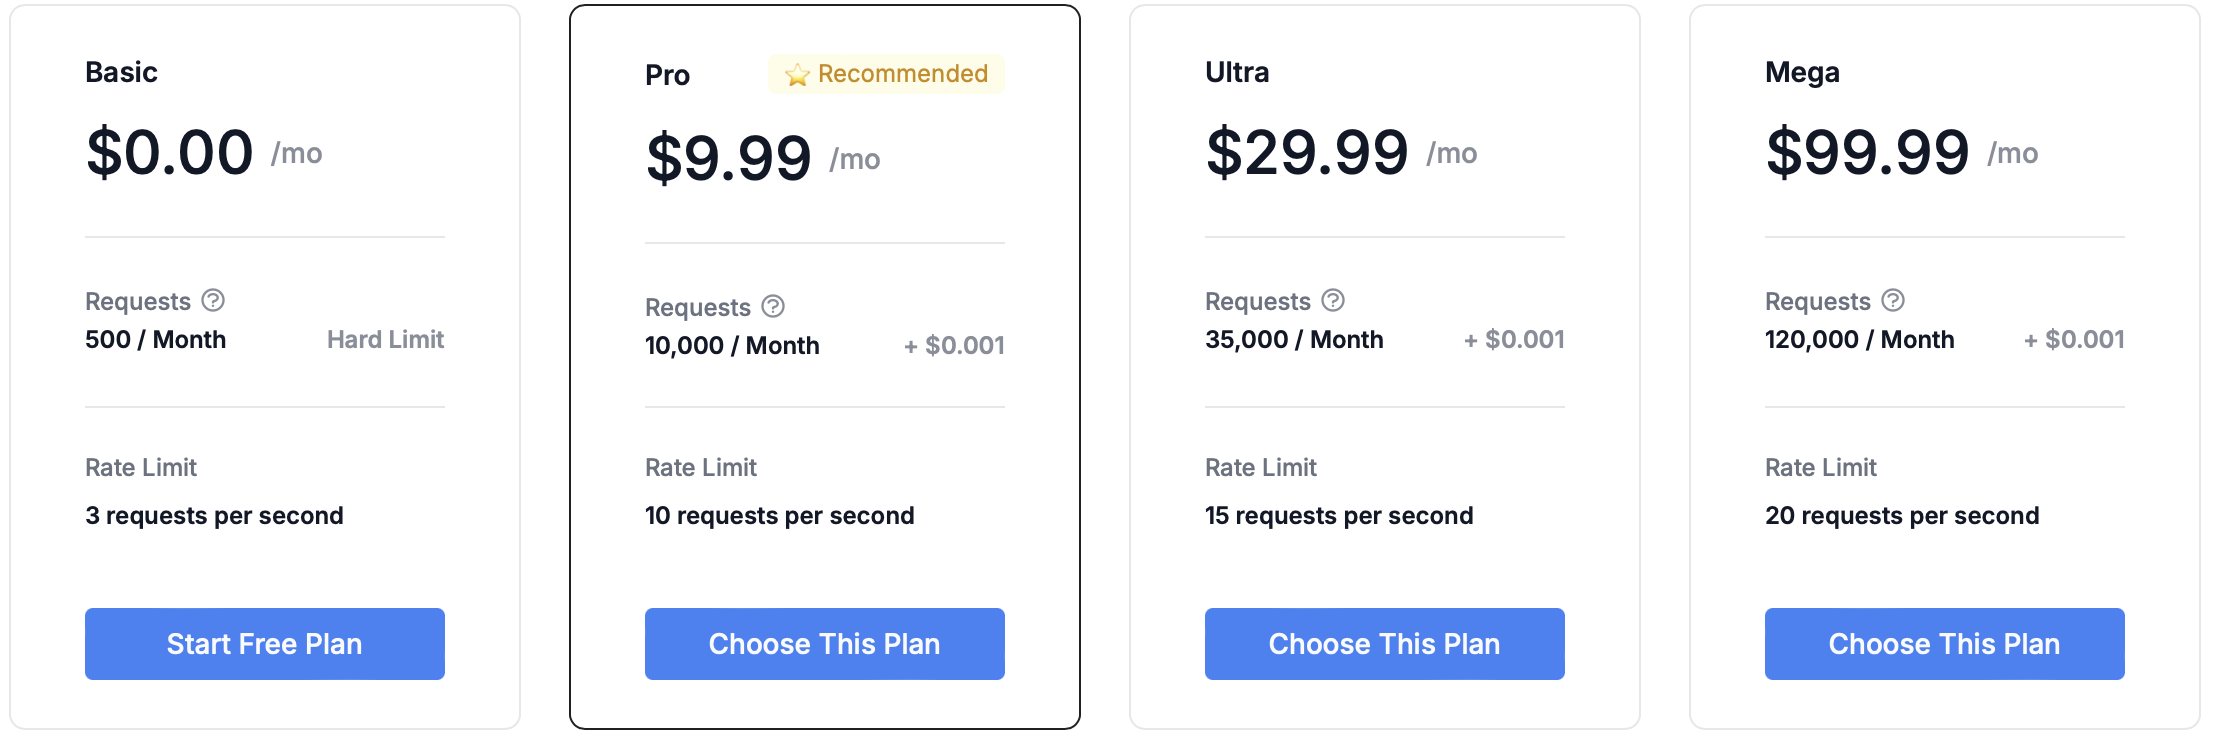 Basic
$0.00 /mo
Requests
500 / Month Hard Limit
Rate Limit
3 requests per second
Start Free Plan
Pro ⭐ Recommended
$9.99 /mo
Requests
10,000 / Month + $0.001
Rate Limit
10 requests per second
Choose This Plan
Ultra
$29.99 /mo
Requests
35,000 / Month + $0.001
Rate Limit
15 requests per second
Choose This Plan
Mega
$99.99 /mo
Requests
120,000 / Month + $0.001
Rate Limit
20 requests per second
Choose This Plan